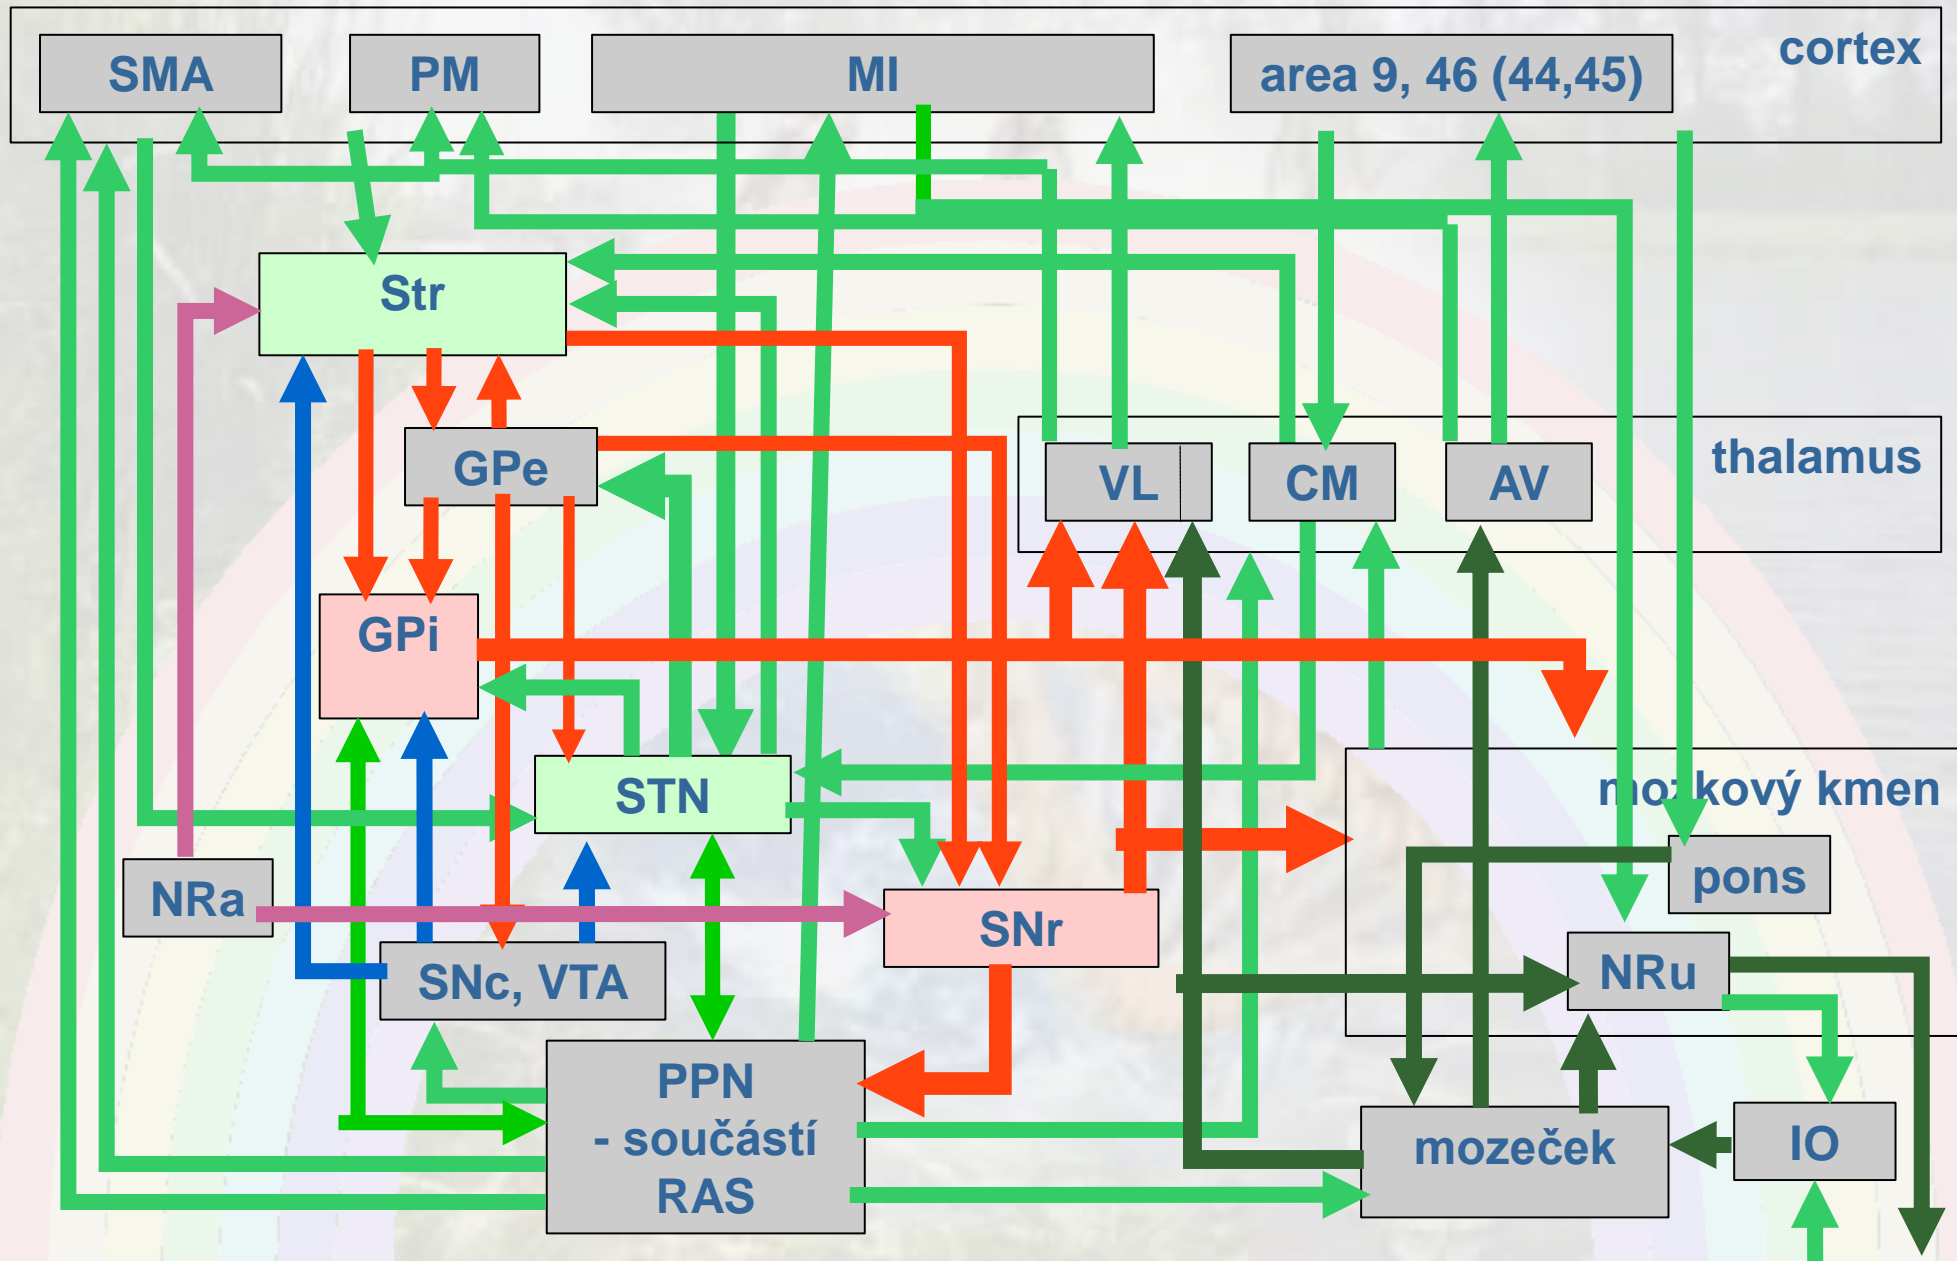 cortex
SMA
PM
MI
area 9, 46 (44,45)
Str
thalamus
GPe
VL
CM
AV
GPi
STN
mozkový kmen
pons
NRa
SNr
SNc, VTA
NRu
PPN
- součástí
RAS
mozeček
IO